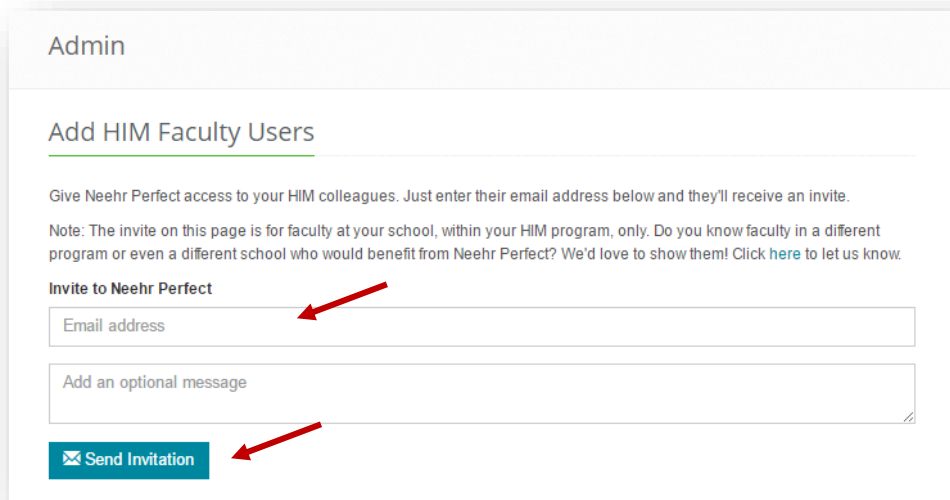 Admin
Add HIM Faculty Users
Give Neehr Perfect access to your HIM colleagues. Just enter their email address below and they'll receive an invite.
Note: The invite on this page is for faculty at your school, within your HIM program, only. Do you know faculty in a different
program or even a different school who would benefit from Neehr Perfect? We'd love to show them! Click here to let us know.
Invite to Neehr Perfect
Email address
Add an optional message
Send Invitation